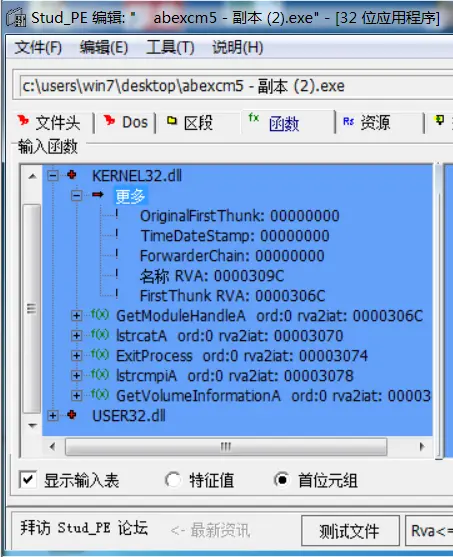 Stud_PE 编辑: " abexcm5 - 副本 (2).exe" - [32 位应用程序]
文件(F) 编辑(E) 工具(T) 说明(H)
c:\users\win7\desktop\abexcm5 - 副本 (2).exe
文件头 Dos 区段 fx 函数 Rs 资源
输入函数
KERNEL32.dll
更多
OriginalFirstThunk: 00000000
TimeDateStamp: 00000000
ForwarderChain: 00000000
名称 RVA: 0000309C
FirstThunk RVA: 0000306C
f(x) GetModuleHandleA ord:0 rva2iat: 0000306C
f(x) lstrcatA ord:0 rva2iat: 00003070
f(x) ExitProcess ord:0 rva2iat: 00003074
f(x) lstrcmpiA ord:0 rva2iat: 00003078
f(x) GetVolumeInformationA ord:0 rva2iat: 00003
USER32.dll
显示输入表 特征值 首位元组
拜访 Stud_PE 论坛 <- 最新资讯 测试文件 Rva<=